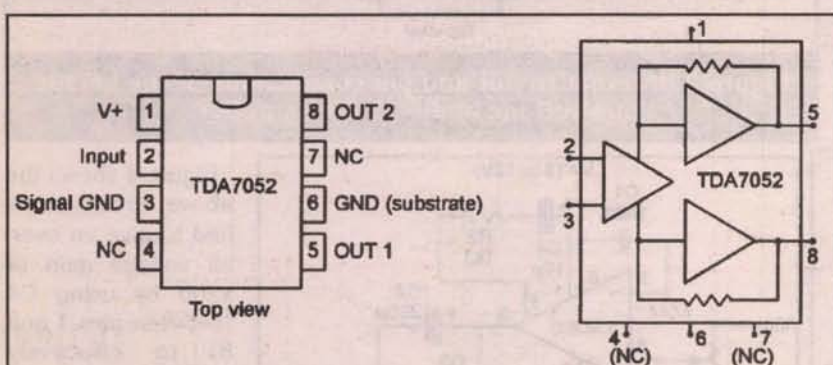 V+ 1 8 OUT 2
Input 2 7 NC
Signal GND 3 TDA7052 6 GND (substrate)
NC 4 5 OUT 1
Top view
1
5
2
TDA7052
3
8
4 6 7
(NC) (NC)